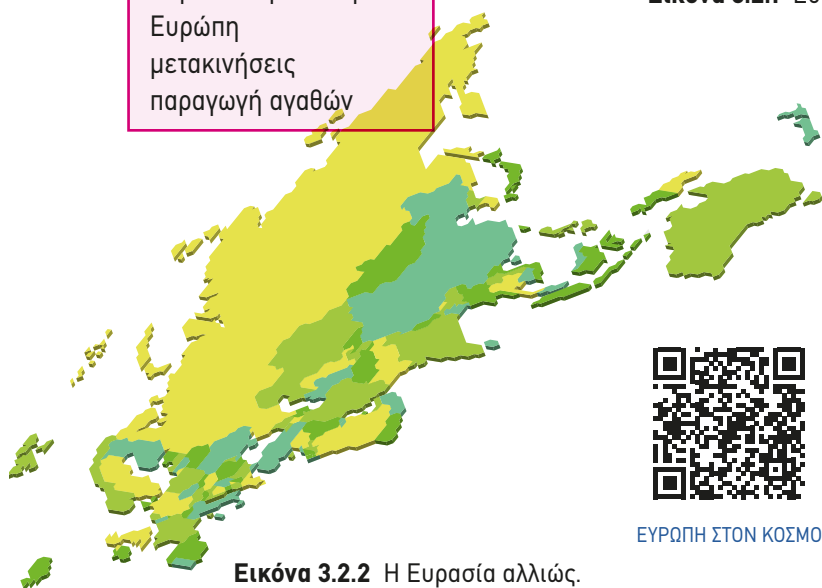 Ευρώπη
μετακινήσεις
παραγωγή αγαθών
ΕΥΡΩΠΗ ΣΤΟΝ ΚΟΣΜΟ
Εικόνα 3.2.2 Η Ευρασία αλλιώς.